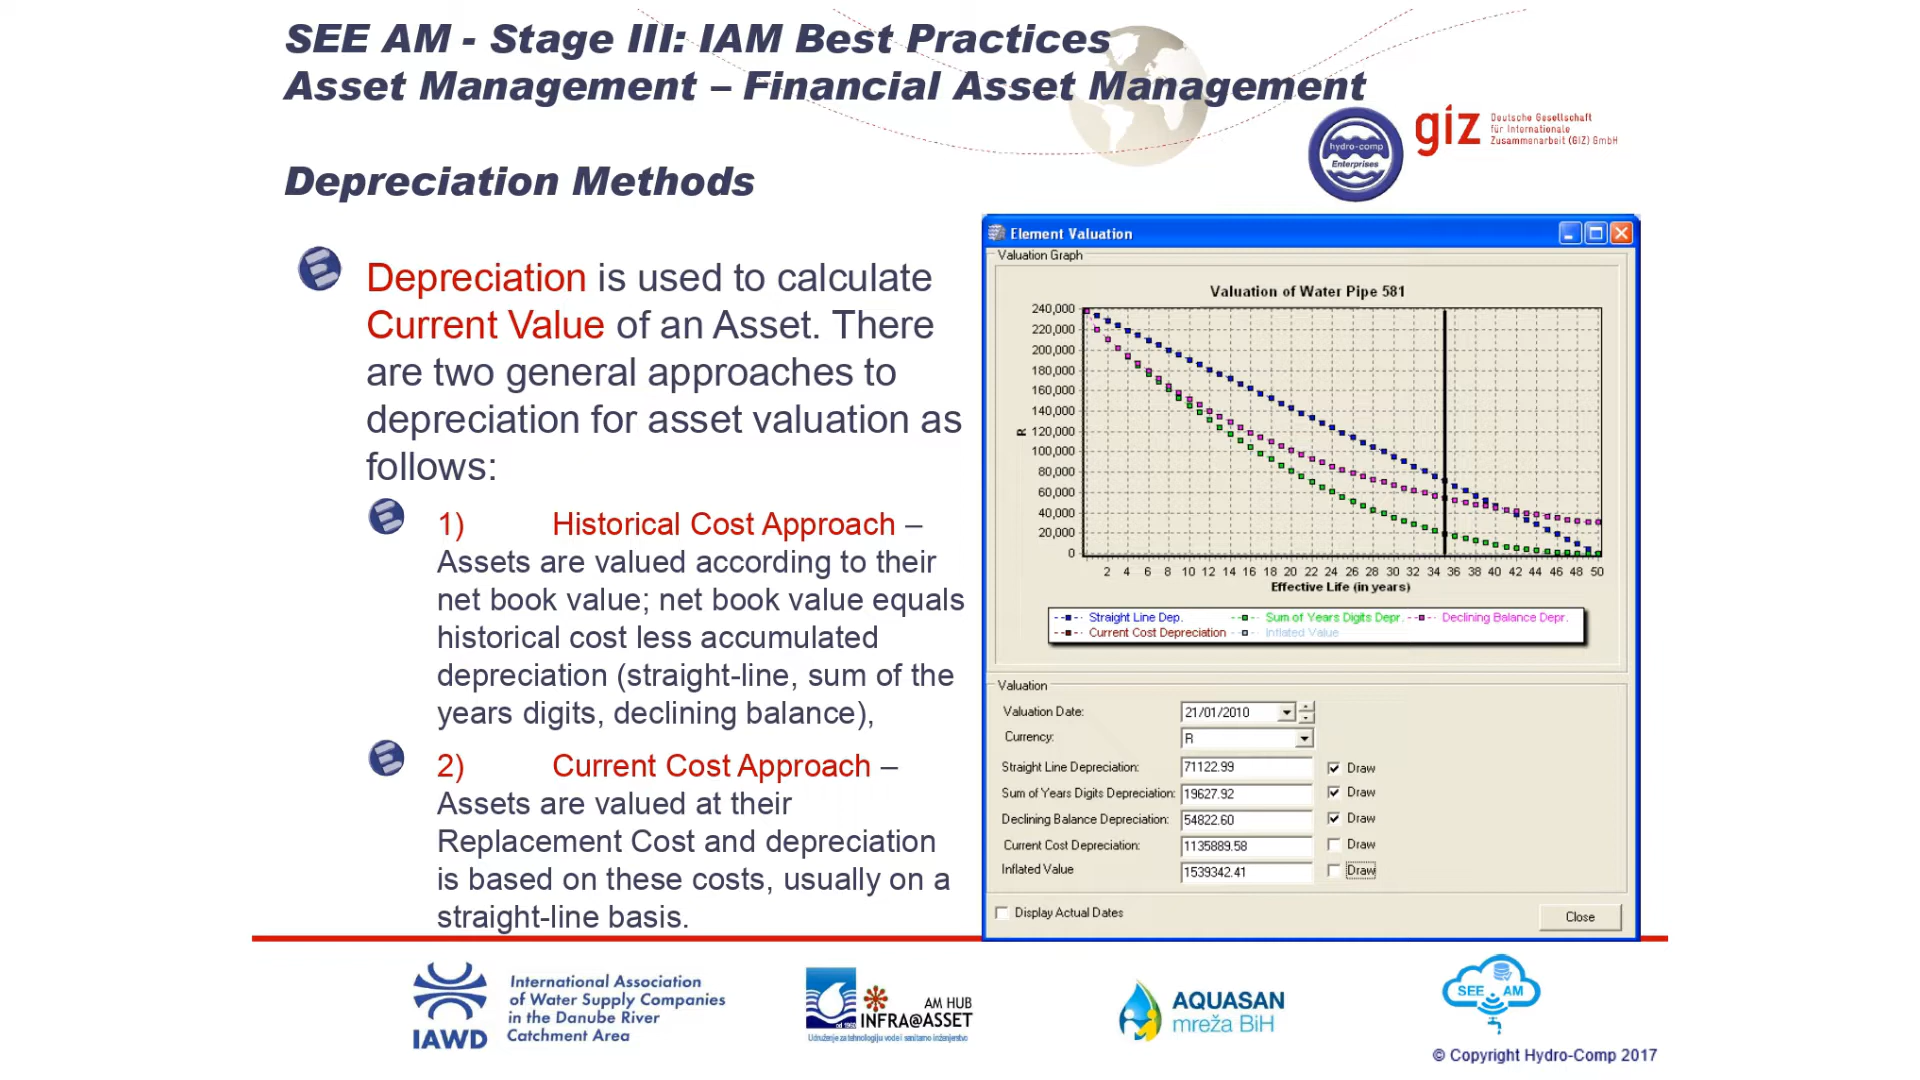 SEE AM - Stage III: IAM Best Practices
Asset Management – Financial Asset Management
giz Deutsche Gesellschaft
für Internationale
Zusammenarbeit (GIZ) GmbH
hydro-comp
Enterprises
Depreciation Methods
Depreciation is used to calculate
Current Value of an Asset. There
are two general approaches to
depreciation for asset valuation as
follows:
1) Historical Cost Approach –
Assets are valued according to their
net book value; net book value equals
historical cost less accumulated
depreciation (straight-line, sum of the
years digits, declining balance),
2) Current Cost Approach –
Assets are valued at their
Replacement Cost and depreciation
is based on these costs, usually on a
straight-line basis.
Element Valuation
Valuation Graph
Valuation of Water Pipe 581
240,000
220,000
200,000
180,000
160,000
140,000
120,000
100,000
80,000
60,000
40,000
20,000
0
R
2 4 6 8 10 12 14 16 18 20 22 24 26 28 30 32 34 36 38 40 42 44 46 48 50
Effective Life (in years)
Straight Line Dep. Sum of Years Digits Depr. Declining Balance Depr.
Current Cost Depreciation Inflated Value
Valuation
Valuation Date: 21/01/2010
Currency: R
Straight Line Depreciation: 71122.99 Draw
Sum of Years Digits Depreciation: 19627.92 Draw
Declining Balance Depreciation: 54822.60 Draw
Current Cost Depreciation: 1135889.58 Draw
Inflated Value 1539342.41 Draw
Display Actual Dates Close
IAWD
International Association
of Water Supply Companies
in the Danube River
Catchment Area
AM HUB
INFRA@ASSET
Udruženje za tehnologiju vode i sanitarno inženjerstvo
AQUASAN
mreža BiH
SEE AM
© Copyright Hydro-Comp 2017